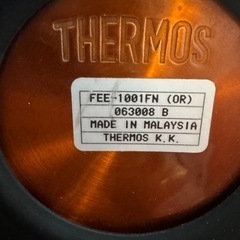 THERMOS
FEE-1001FN (OR)
063008 B
MADE IN MALAYSIA
THERMOS K.K.